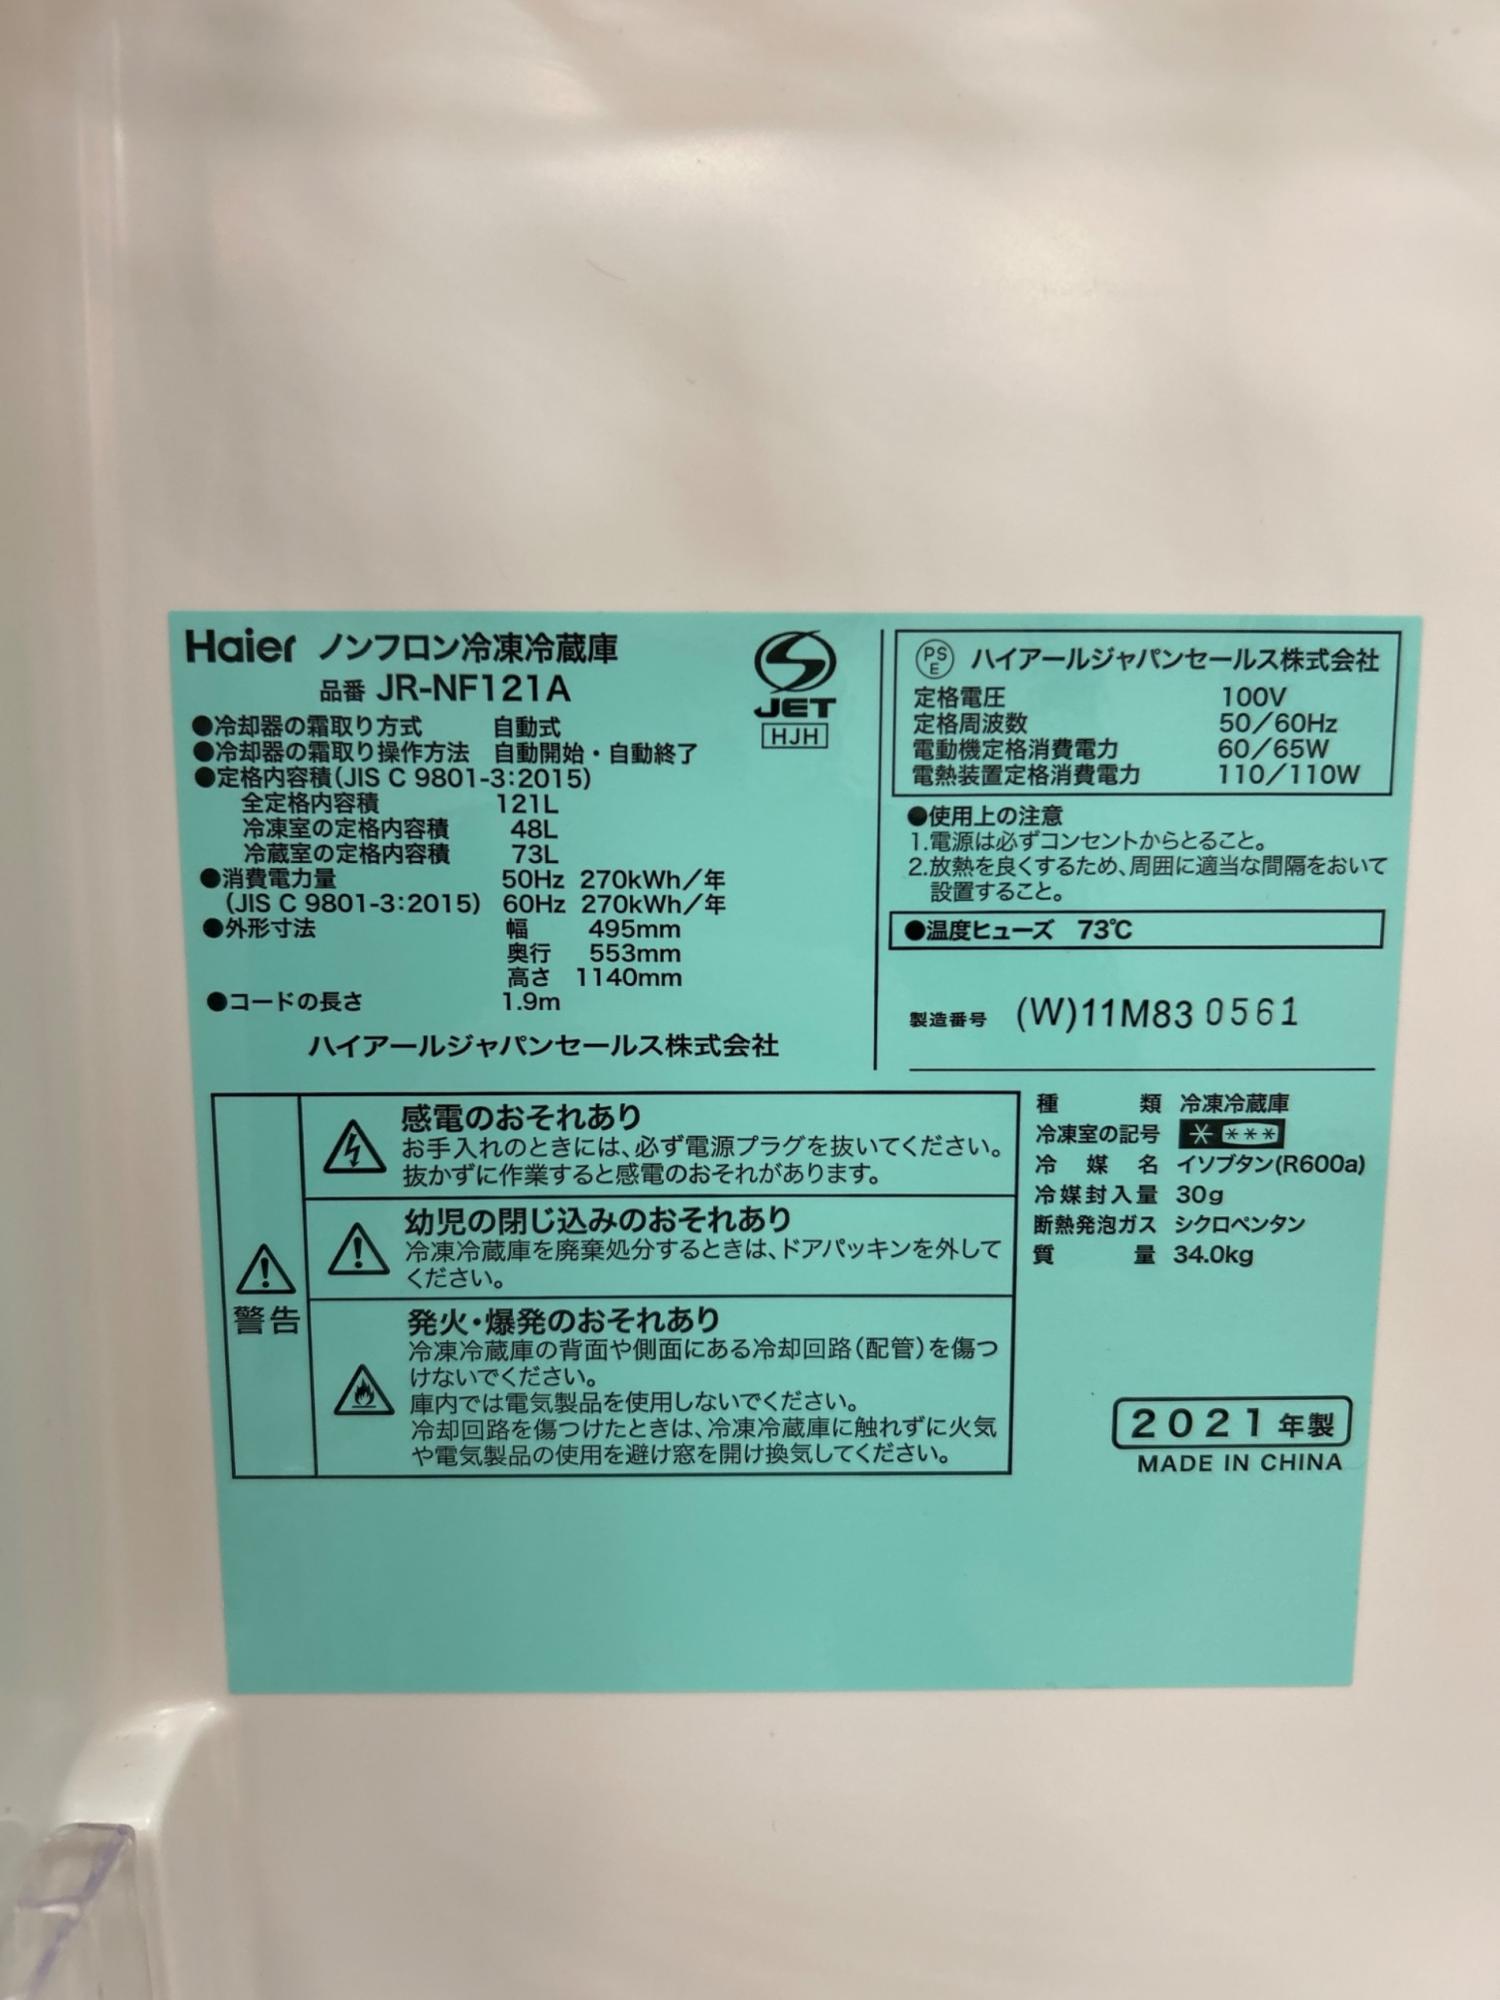 Haier ノンフロン冷凍冷蔵庫
品番 JR-NF121A
●冷却器の霜取り方式 自動式
●冷却器の霜取り操作方法 自動開始・自動終了
●定格内容積(JIS C 9801-3:2015)
全定格内容積 121L
冷凍室の定格内容積 48L
冷蔵室の定格内容積 73L
●消費電力量 50Hz 270kWh/年
(JIS C 9801-3:2015) 60Hz 270kWh/年
●外形寸法 幅 495mm
奥行 553mm
高さ 1140mm
●コードの長さ 1.9m
ハイアールジャパンセールス株式会社
JET
HJH
PSE ハイアールジャパンセールス株式会社
定格電圧 100V
定格周波数 50/60Hz
電動機定格消費電力 60/65W
電熱装置定格消費電力 110/110W
●使用上の注意
1.電源は必ずコンセントからとること。
2.放熱を良くするため、周囲に適当な間隔をおいて
設置すること。
●温度ヒューズ 73℃
製造番号 (W)11M83 0561
警告
感電のおそれあり
お手入れのときには、必ず電源プラグを抜いてください。
抜かずに作業すると感電のおそれがあります。
幼児の閉じ込みのおそれあり
冷凍冷蔵庫を廃棄処分するときは、ドアパッキンを外して
ください。
発火・爆発のおそれあり
冷凍冷蔵庫の背面や側面にある冷却回路(配管)を傷つ
けないでください。
庫内では電気製品を使用しないでください。
冷却回路を傷つけたときは、冷凍冷蔵庫に触れずに火気
や電気製品の使用を避け窓を開け換気してください。
種類 冷凍冷蔵庫
冷凍室の記号 * ***
冷媒名 イソブタン(R600a)
冷媒封入量 30g
断熱発泡ガス シクロペンタン
質量 34.0kg
2021年製
MADE IN CHINA